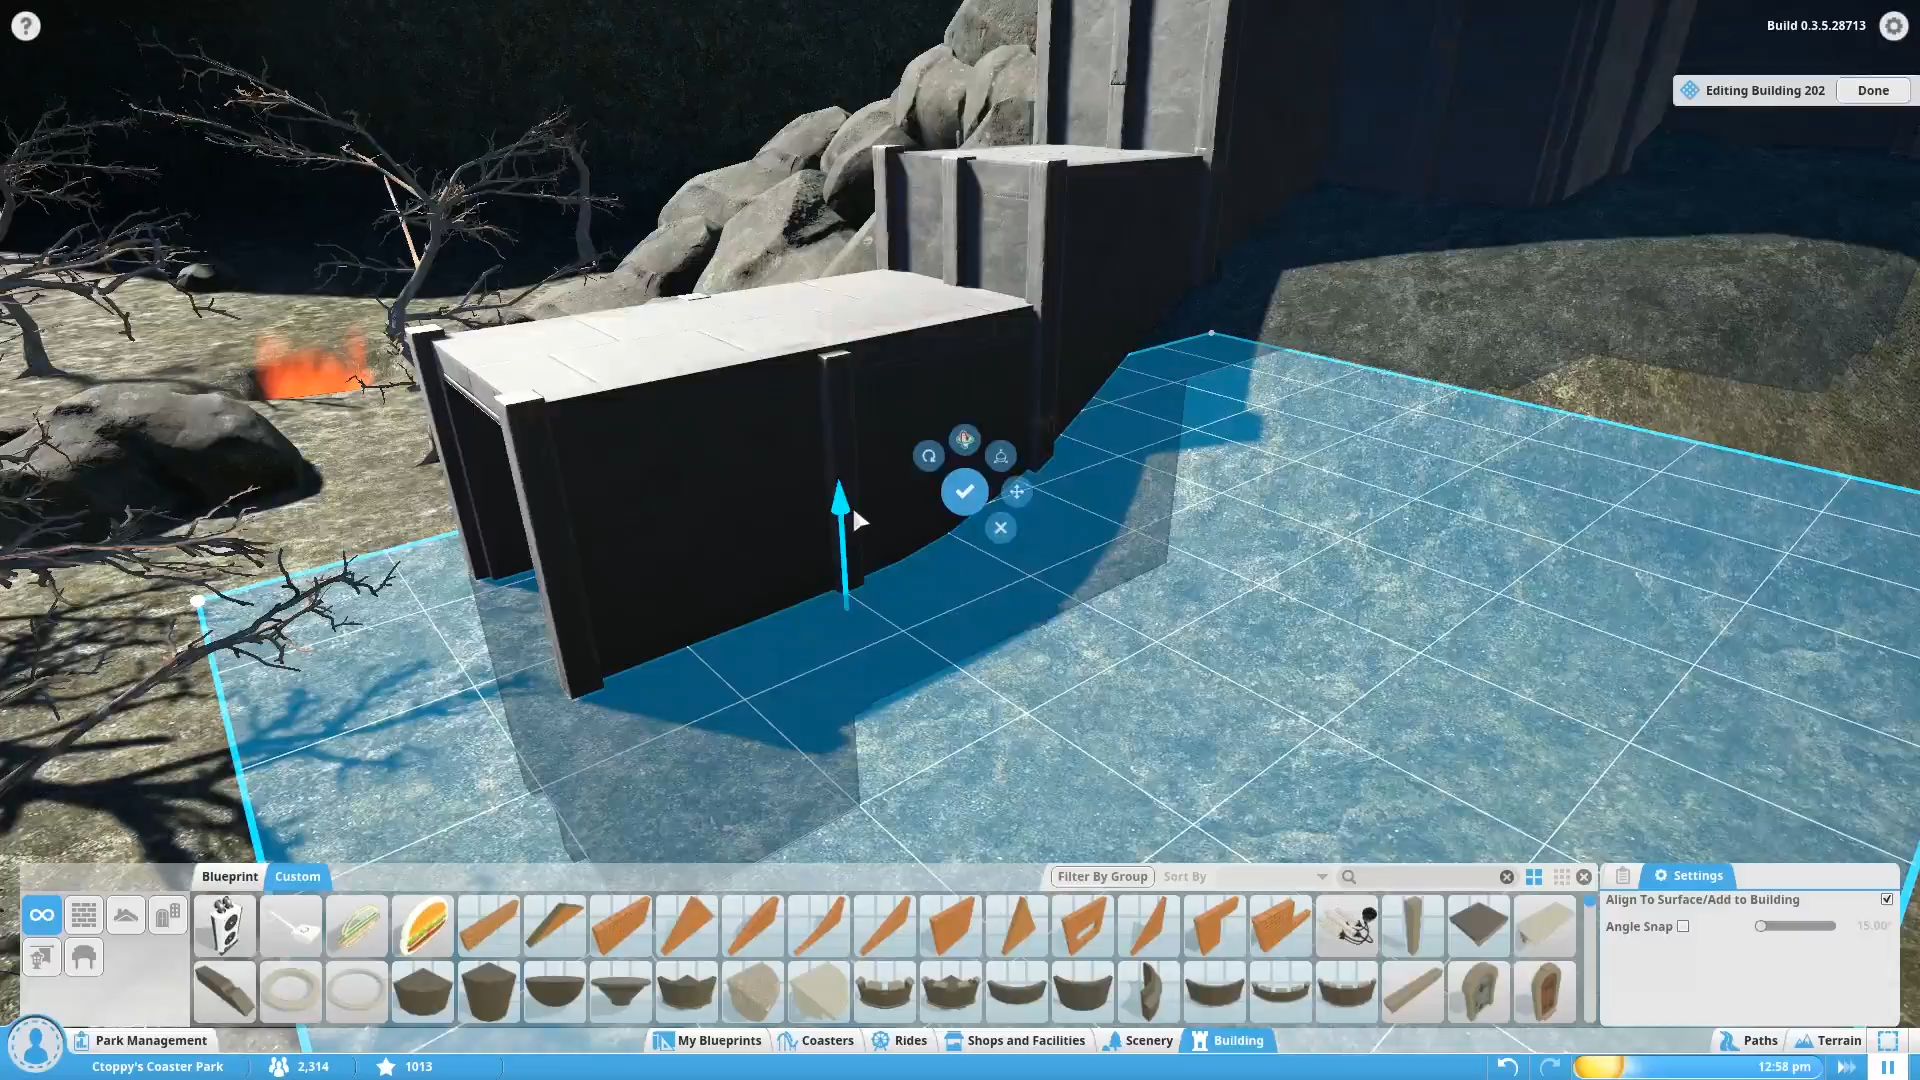 ?
Build 0.3.5.28713
Editing Building 202
Done
Blueprint
Custom
Filter By Group
Sort By
Settings
Align To Surface/Add to Building
Angle Snap
15.00°
Park Management
My Blueprints
Coasters
Rides
Shops and Facilities
Scenery
Building
Paths
Terrain
Ctoppy's Coaster Park
2,314
1013
12:58 pm